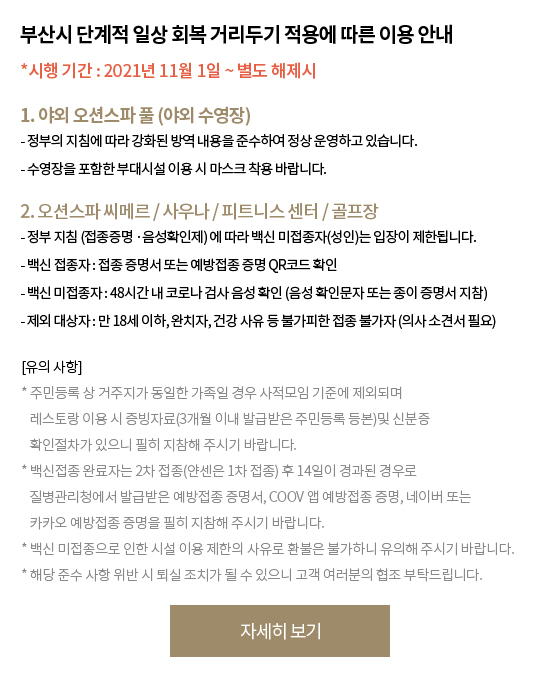 부산시 단계적 일상 회복 거리두기 적용에 따른 이용 안내
*시행 기간 : 2021년 11월 1일 ~ 별도 해제시
1. 야외 오션스파 풀 (야외 수영장)
- 정부의 지침에 따라 강화된 방역 내용을 준수하여 정상 운영하고 있습니다.
- 수영장을 포함한 부대시설 이용 시 마스크 착용 바랍니다.
2. 오션스파 씨메르 / 사우나 / 피트니스 센터 / 골프장
- 정부 지침 (접종증명 · 음성확인제) 에 따라 백신 미접종자(성인)는 입장이 제한됩니다.
- 백신 접종자 : 접종 증명서 또는 예방접종 증명 QR코드 확인
- 백신 미접종자 : 48시간 내 코로나 검사 음성 확인 (음성 확인문자 또는 종이 증명서 지참)
- 제외 대상자 : 만 18세 이하, 완치자, 건강 사유 등 불가피한 접종 불가자 (의사 소견서 필요)
[유의 사항]
* 주민등록 상 거주지가 동일한 가족일 경우 사적모임 기준에 제외되며
레스토랑 이용 시 증빙자료(3개월 이내 발급받은 주민등록 등본)및 신분증
확인절차가 있으니 필히 지참해 주시기 바랍니다.
* 백신접종 완료자는 2차 접종(얀센은 1차 접종) 후 14일이 경과된 경우로
질병관리청에서 발급받은 예방접종 증명서, COOV 앱 예방접종 증명, 네이버 또는
카카오 예방접종 증명을 필히 지참해 주시기 바랍니다.
* 백신 미접종으로 인한 시설 이용 제한의 사유로 환불은 불가하니 유의해 주시기 바랍니다.
* 해당 준수 사항 위반 시 퇴실 조치가 될 수 있으니 고객 여러분의 협조 부탁드립니다.
자세히 보기